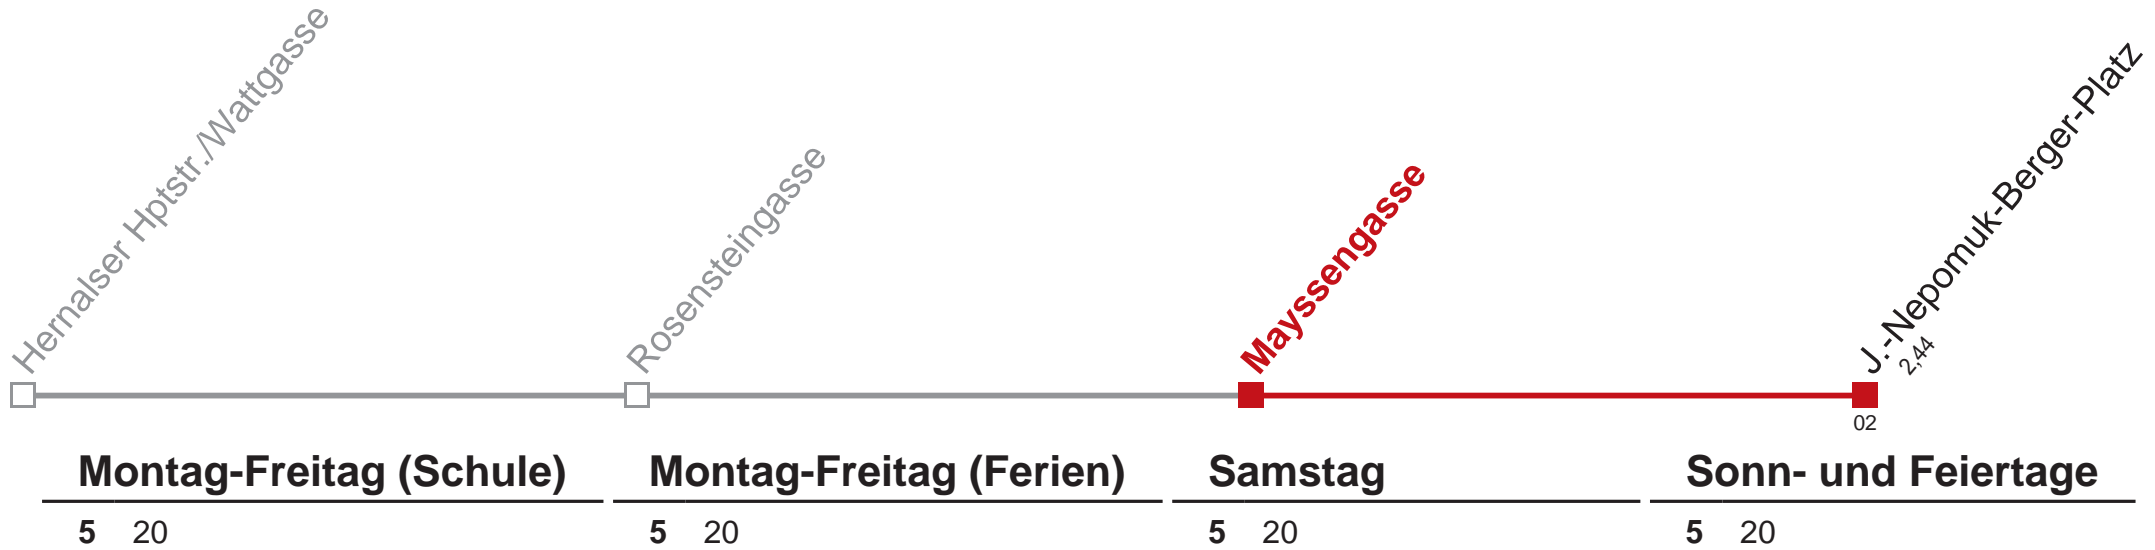 Hernalser Hptstr./Wattgasse
Rosensteingasse
Mayssengasse
J.-Nepomuk-Berger-Platz
2,44
02
Montag-Freitag (Schule) Montag-Freitag (Ferien) Samstag Sonn- und Feiertage
5 20 5 20 5 20 5 20